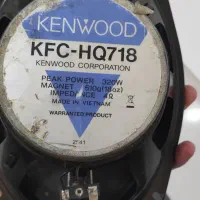 KENWOOD
KFC-HQ718
KENWOOD CORPORATION
PEAK POWER 320W
MAGNET 510g(18oz)
IMPEDANCE 4Ω
MADE IN VIETNAM
WARRANTED PRODUCT